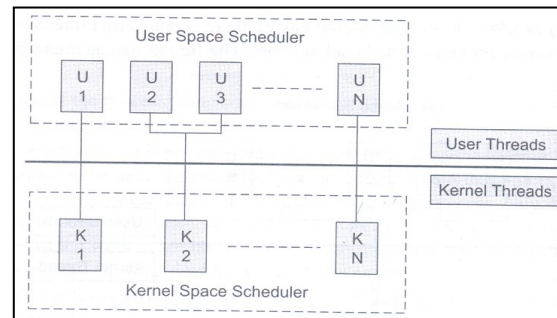 User Space Scheduler
U U U U
1 2 3 N
User Threads
Kernel Threads
K K K
1 2 N
Kernel Space Scheduler